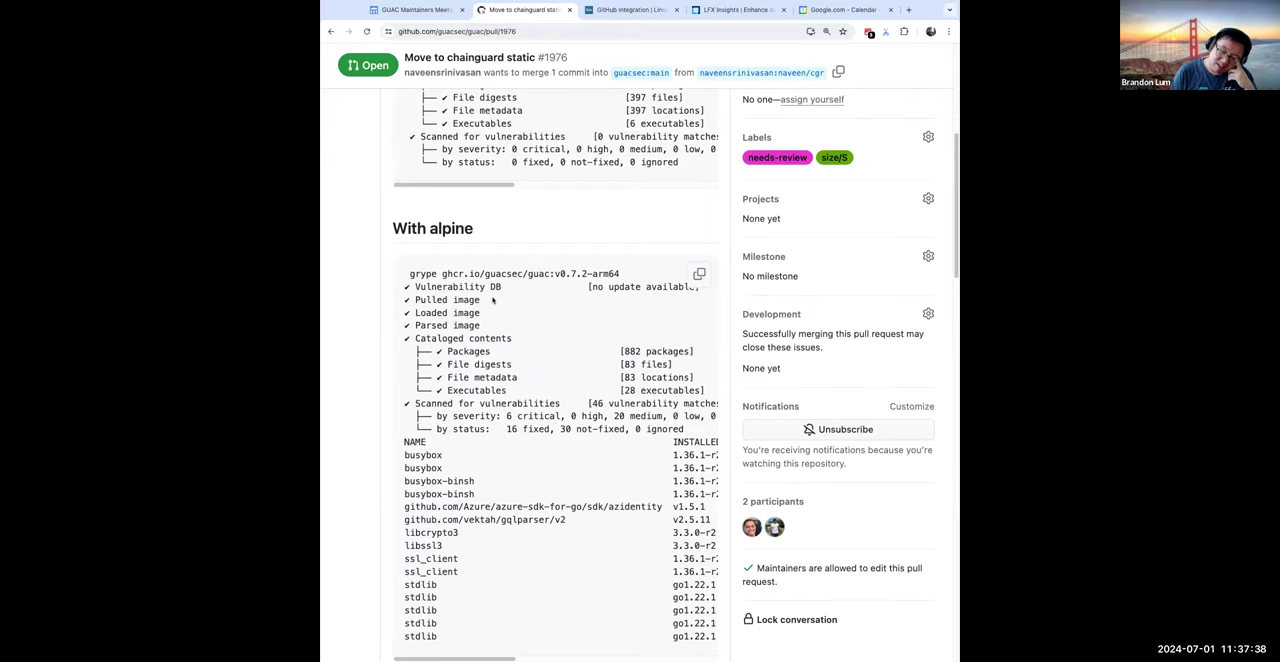 GUAC Maintainers Meeti
Move to chainguard stati
GitHub Integration | Linu
LFX Insights | Enhance
Google.com - Calendar
github.com/guacsec/guac/pull/1976
Open
Move to chainguard static #1976
naveensrinivasan wants to merge 1 commit into guacsec:main from naveensrinivasan:naveen/cgr
├── ✔ File digests [397 files]
├── ✔ File metadata [397 locations]
└── ✔ Executables [6 executables]
✔ Scanned for vulnerabilities [0 vulnerability matches
├── by severity: 0 critical, 0 high, 0 medium, 0 low, 0
└── by status: 0 fixed, 0 not-fixed, 0 ignored
With alpine
grype ghcr.io/guacsec/guac:v0.7.2-arm64
✔ Vulnerability DB [no update available]
✔ Pulled image
✔ Loaded image
✔ Parsed image
✔ Cataloged contents
├── ✔ Packages [882 packages]
├── ✔ File digests [83 files]
├── ✔ File metadata [83 locations]
└── ✔ Executables [28 executables]
✔ Scanned for vulnerabilities [46 vulnerability matches
├── by severity: 6 critical, 0 high, 20 medium, 0 low, 0
└── by status: 16 fixed, 30 not-fixed, 0 ignored
NAME INSTALLED
busybox 1.36.1-r2
busybox 1.36.1-r2
busybox-binsh 1.36.1-r2
busybox-binsh 1.36.1-r2
github.com/Azure/azure-sdk-for-go/sdk/azidentity v1.5.1
github.com/vektah/gqlparser/v2 v2.5.11
libcrypto3 3.3.0-r2
libssl3 3.3.0-r2
ssl_client 1.36.1-r2
ssl_client 1.36.1-r2
stdlib go1.22.1
stdlib go1.22.1
stdlib go1.22.1
stdlib go1.22.1
stdlib go1.22.1
No one—assign yourself
Labels
needs-review size/S
Projects
None yet
Milestone
No milestone
Development
Successfully merging this pull request may
close these issues.
None yet
Notifications Customize
Unsubscribe
You're receiving notifications because you're
watching this repository.
2 participants
Maintainers are allowed to edit this pull
request.
Lock conversation
Brandon Lum
2024-07-01 11:37:38